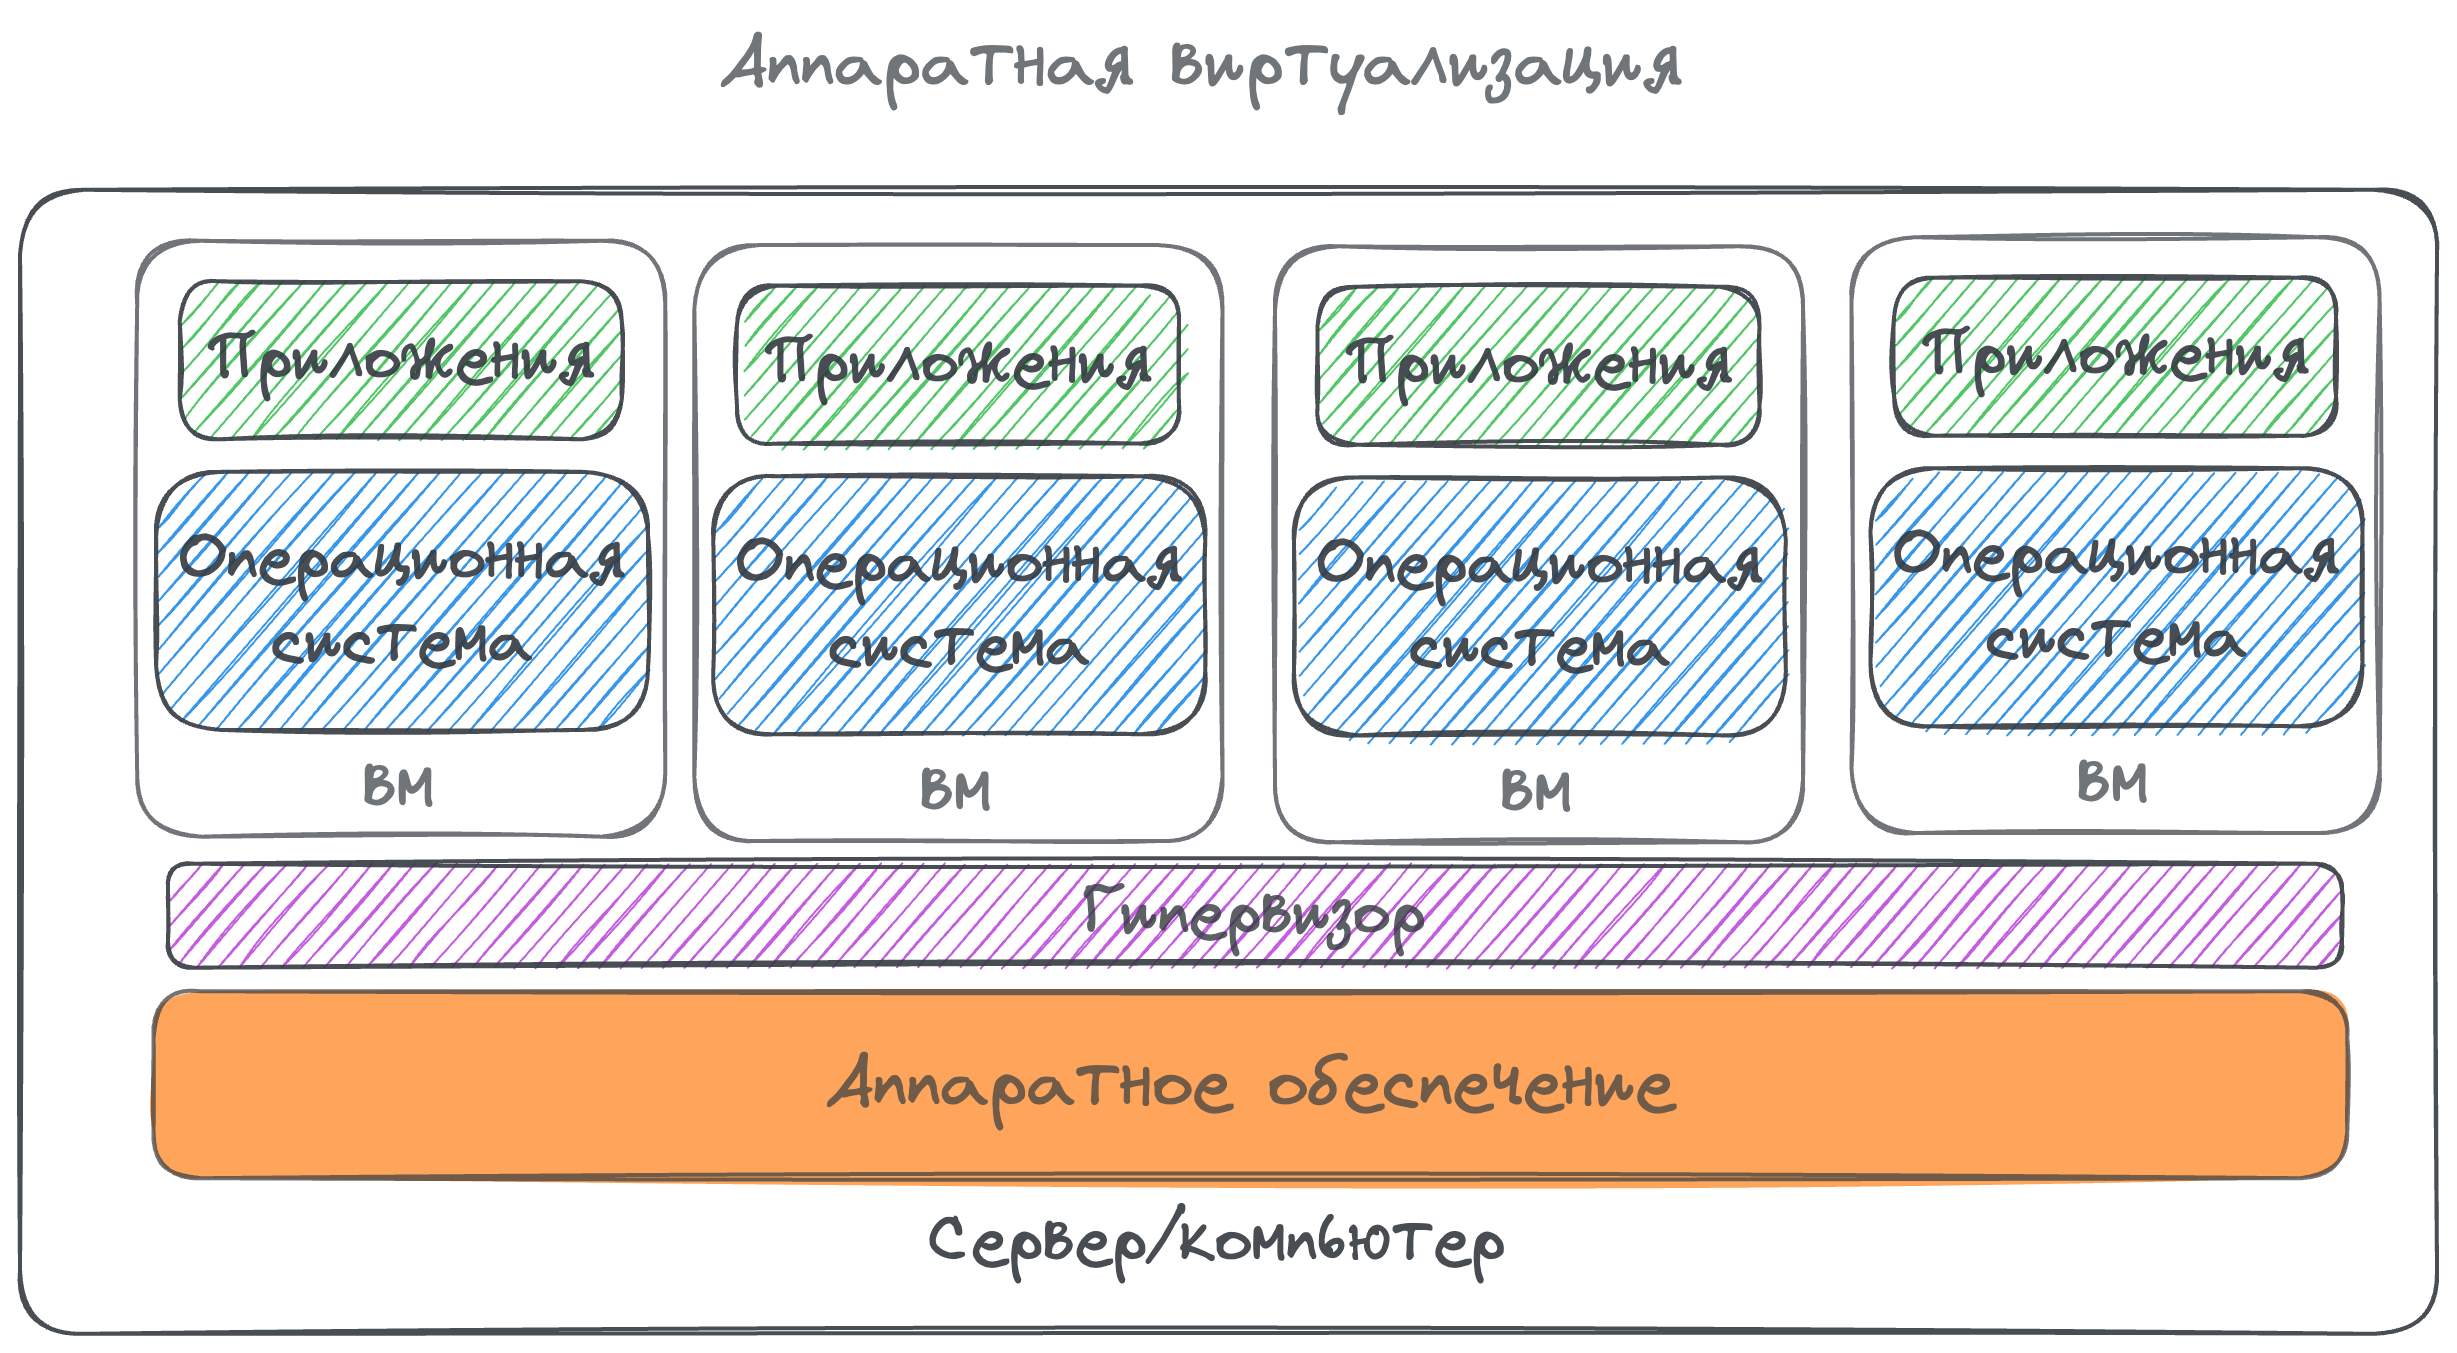 Аппаратная виртуализация
Приложения
Операционная
система
ВМ
Приложения
Операционная
система
ВМ
Приложения
Операционная
система
ВМ
Приложения
Операционная
система
ВМ
Гипервизор
Аппаратное обеспечение
Сервер/компьютер